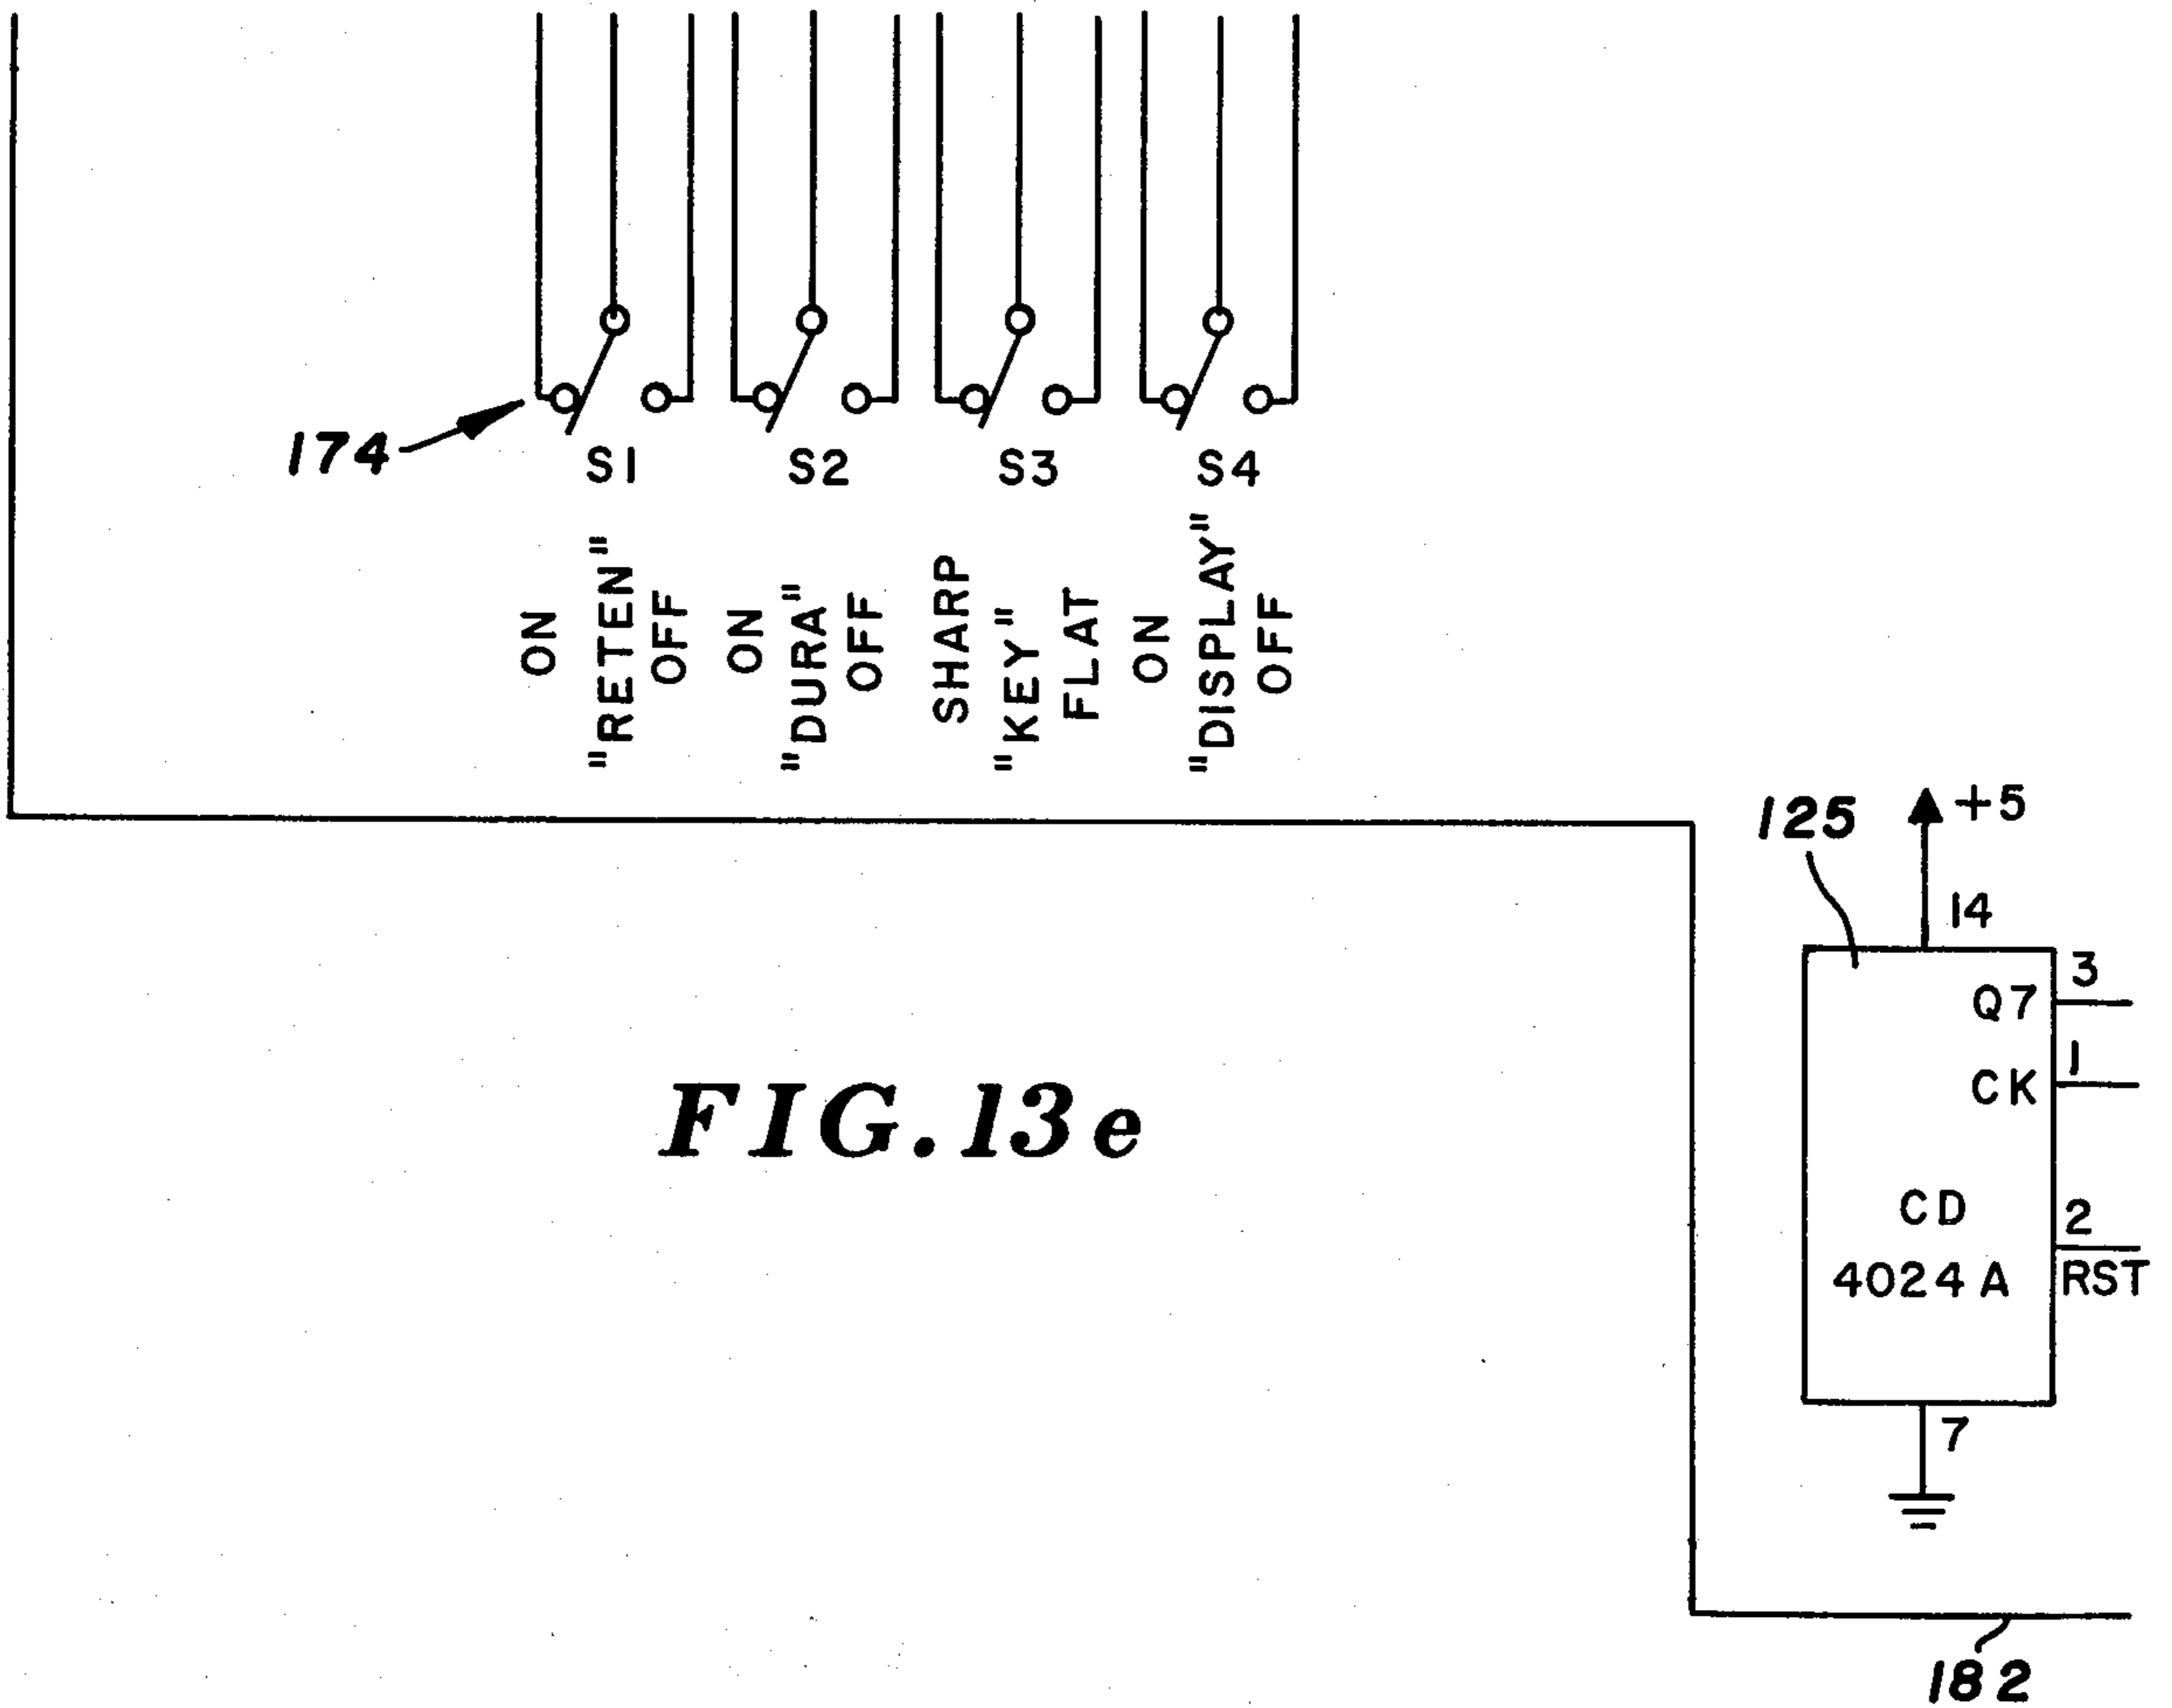 174
S1
S2
S3
S4
ON
"RETEN"
OFF
ON
"DURA"
OFF
SHARP
"KEY"
FLAT
ON
"DISPLAY"
OFF
125
+5
14
3
Q7
1
CK
CD
4024A
2
RST
7
182
FIG.13e